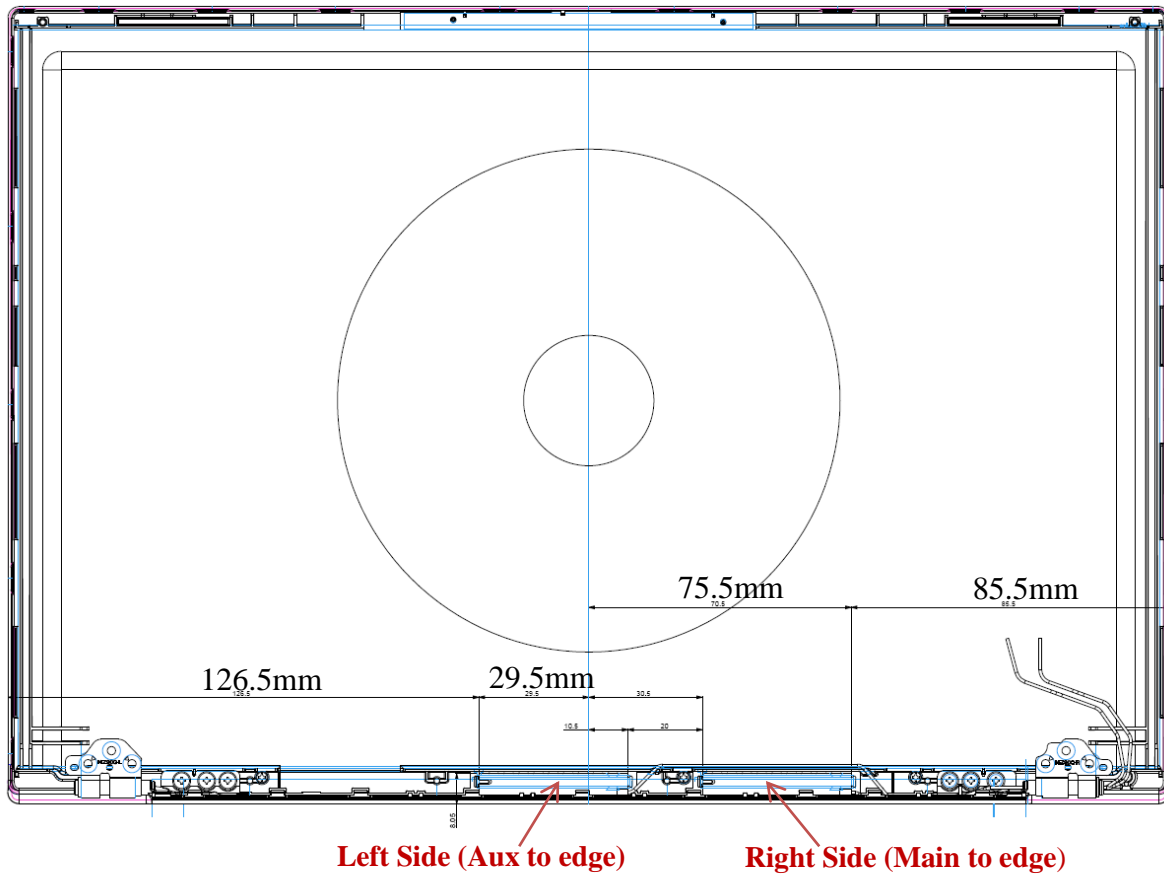 75.5mm
85.5mm
70.5
85.5
126.5mm
29.5mm
126.5
29.5
30.5
10.5
20
8.05
Left Side (Aux to edge)
Right Side (Main to edge)